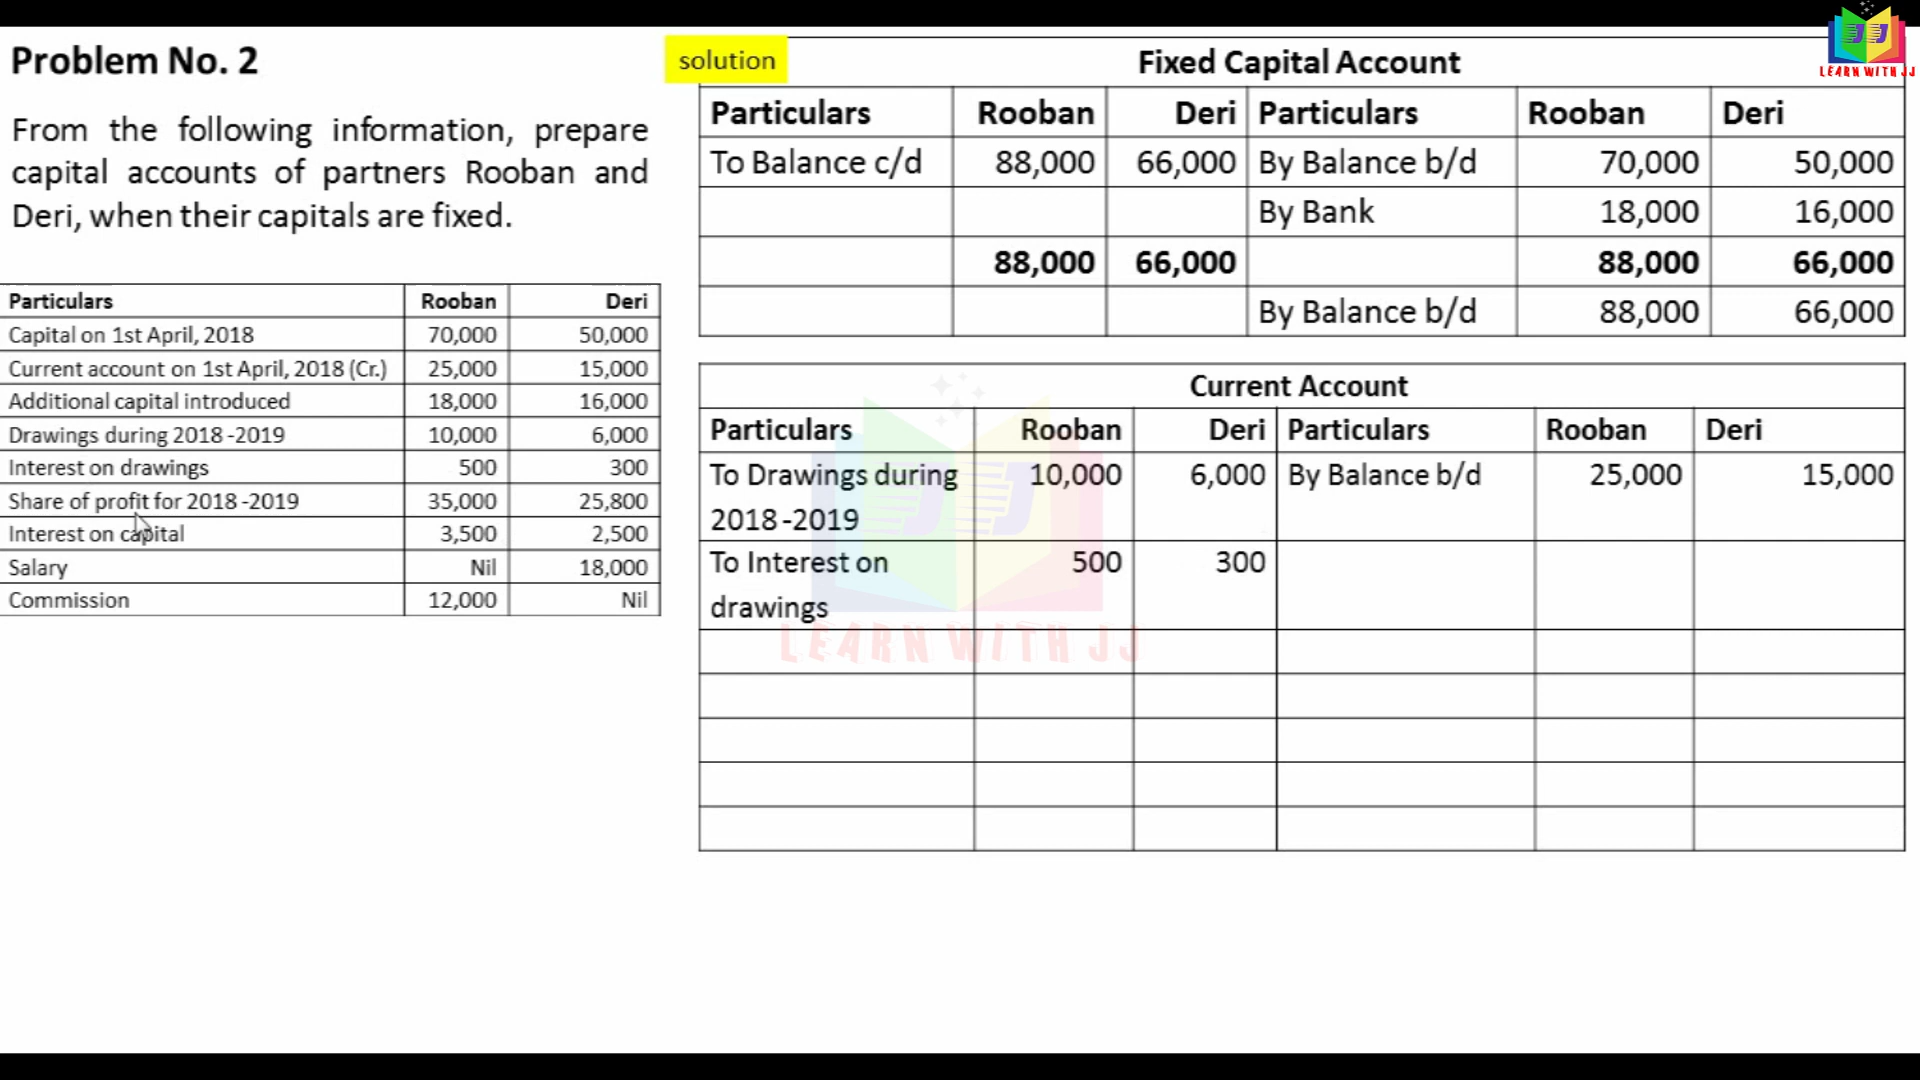 Problem No. 2
From the following information, prepare
capital accounts of partners Rooban and
Deri, when their capitals are fixed.
Particulars Rooban Deri
Capital on 1st April, 2018 70,000 50,000
Current account on 1st April, 2018 (Cr.) 25,000 15,000
Additional capital introduced 18,000 16,000
Drawings during 2018-2019 10,000 6,000
Interest on drawings 500 300
Share of profit for 2018-2019 35,000 25,800
Interest on capital 3,500 2,500
Salary Nil 18,000
Commission 12,000 Nil
solution
Fixed Capital Account
Particulars Rooban Deri Particulars Rooban Deri
To Balance c/d 88,000 66,000 By Balance b/d 70,000 50,000
By Bank 18,000 16,000
88,000 66,000 88,000 66,000
By Balance b/d 88,000 66,000
Current Account
Particulars Rooban Deri Particulars Rooban Deri
To Drawings during 10,000 6,000 By Balance b/d 25,000 15,000
2018-2019
To Interest on 500 300
drawings
JJ
LEARN WITH JJ
JJ
LEARN WITH JJ